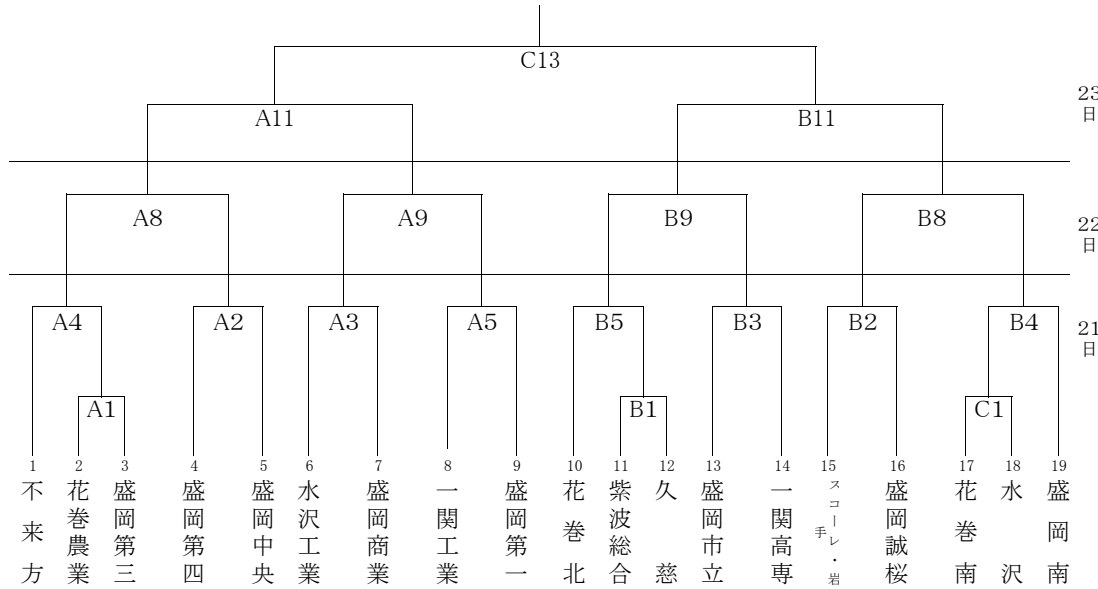 C13
23日
A11
B11
A8
A9
B9
B8
22日
A4
A2
A3
A5
B5
B3
B2
B4
21日
A1
B1
C1
1
2
3
4
5
6
7
8
9
10
11
12
13
14
15
16
17
18
19
不来方
花巻農業
盛岡第三
盛岡第四
盛岡中央
水沢工業
盛岡商業
一関工業
盛岡第一
花巻北
紫波総合
久慈
盛岡市立
一関高専
スコーレ・岩手
盛岡誠桜
花巻南
水沢
盛岡南